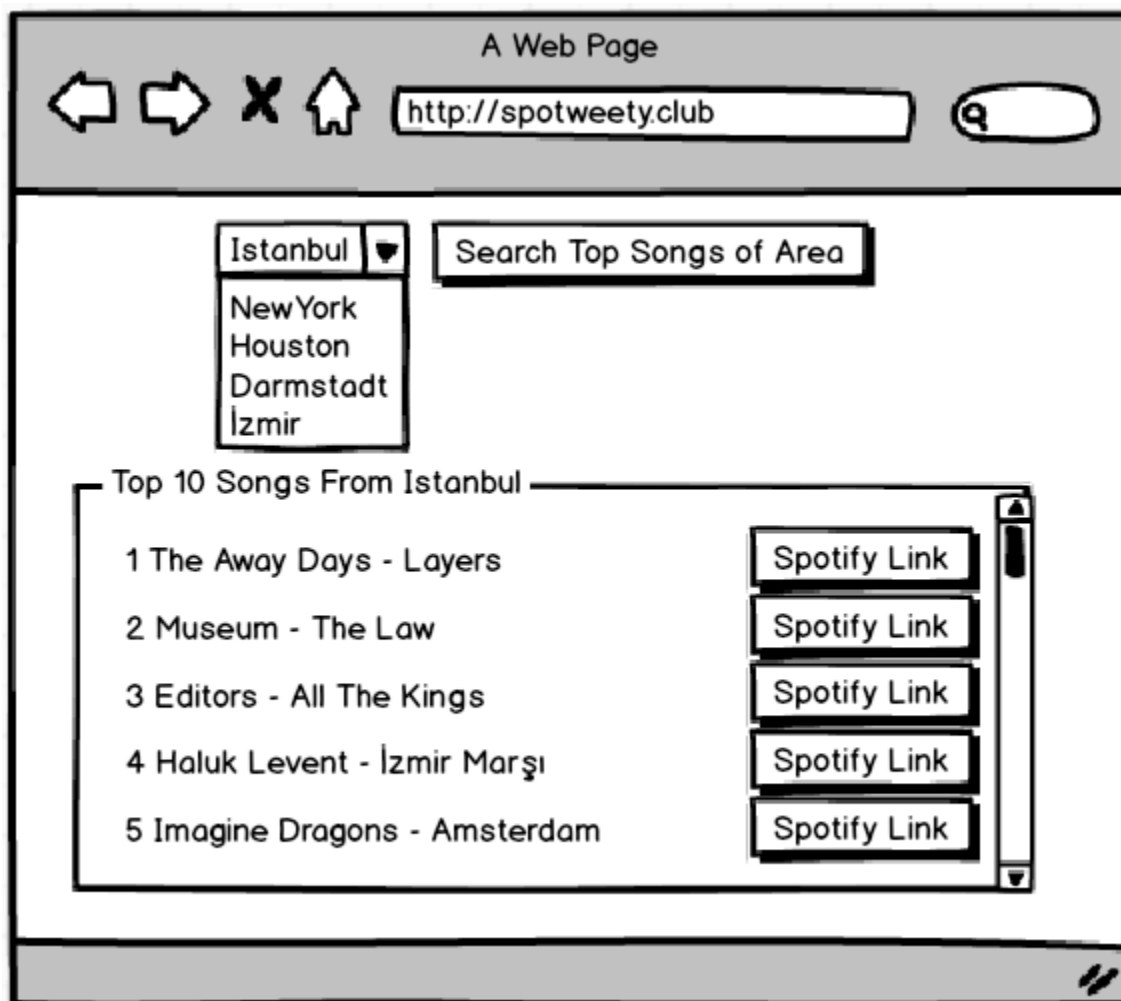 A Web Page
http://spotweety.club
Istanbul
Search Top Songs of Area
NewYork
Houston
Darmstadt
İzmir
Top 10 Songs From Istanbul
1 The Away Days - Layers
Spotify Link
2 Museum - The Law
Spotify Link
3 Editors - All The Kings
Spotify Link
4 Haluk Levent - İzmir Marşı
Spotify Link
5 Imagine Dragons - Amsterdam
Spotify Link